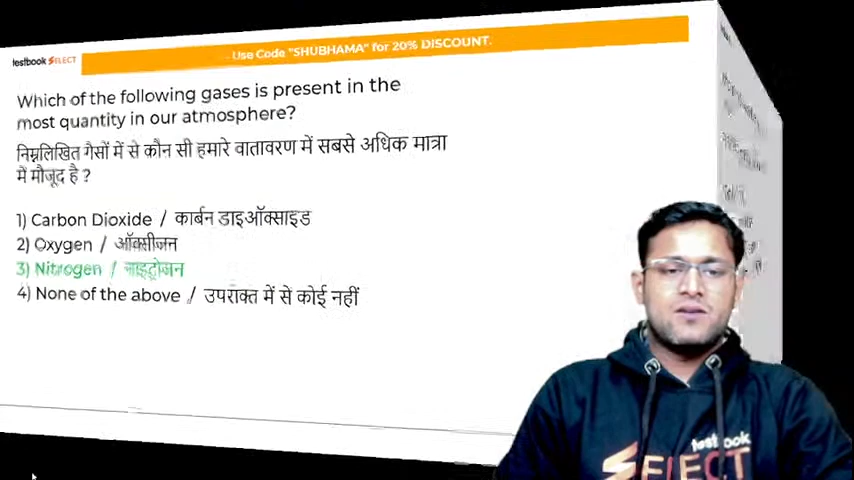 testbook SELECT
Use Code "SHUBHAMA" for 20% DISCOUNT.
Which of the following gases is present in the
most quantity in our atmosphere?
निम्नलिखित गैसों में से कौन सी हमारे वातावरण में सबसे अधिक मात्रा
में मौजूद है ?
1) Carbon Dioxide / कार्बन डाइऑक्साइड
2) Oxygen / ऑक्सीजन
3) Nitrogen / नाइट्रोजन
4) None of the above / उपरोक्त में से कोई नहीं
testbook
SELECT